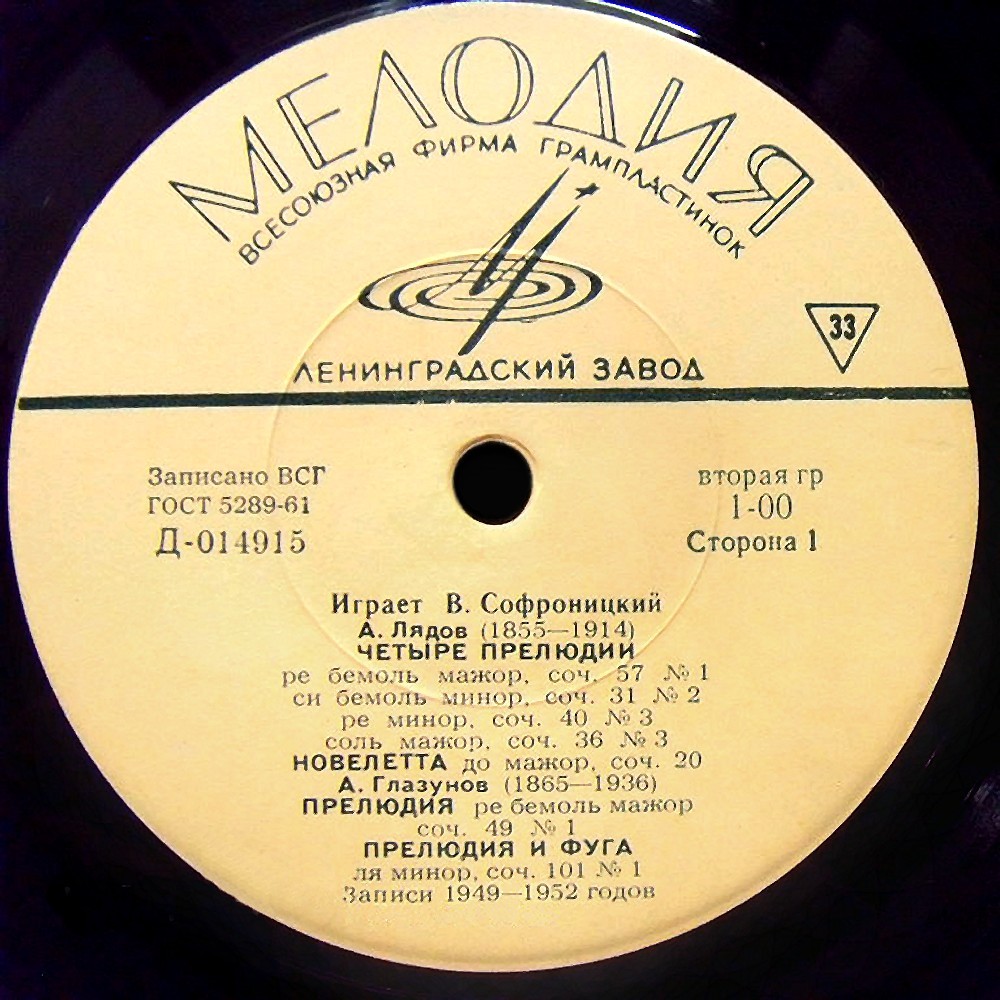 МЕЛОДИЯ
ВСЕСОЮЗНАЯ ФИРМА ГРАМПЛАСТИНОК
33
ЛЕНИНГРАДСКИЙ ЗАВОД
Записано ВСГ
ГОСТ 5289-61
Д-014915
вторая гр
1-00
Сторона 1
Играет В. Софроницкий
А. Лядов (1855—1914)
ЧЕТЫРЕ ПРЕЛЮДИИ
ре бемоль мажор, соч. 57 № 1
си бемоль минор, соч. 31 № 2
ре минор, соч. 40 № 3
соль мажор, соч. 36 № 3
НОВЕЛЕТТА до мажор, соч. 20
А. Глазунов (1865—1936)
ПРЕЛЮДИЯ ре бемоль мажор
соч. 49 № 1
ПРЕЛЮДИЯ И ФУГА
ля минор, соч. 101 № 1
Записи 1949—1952 годов